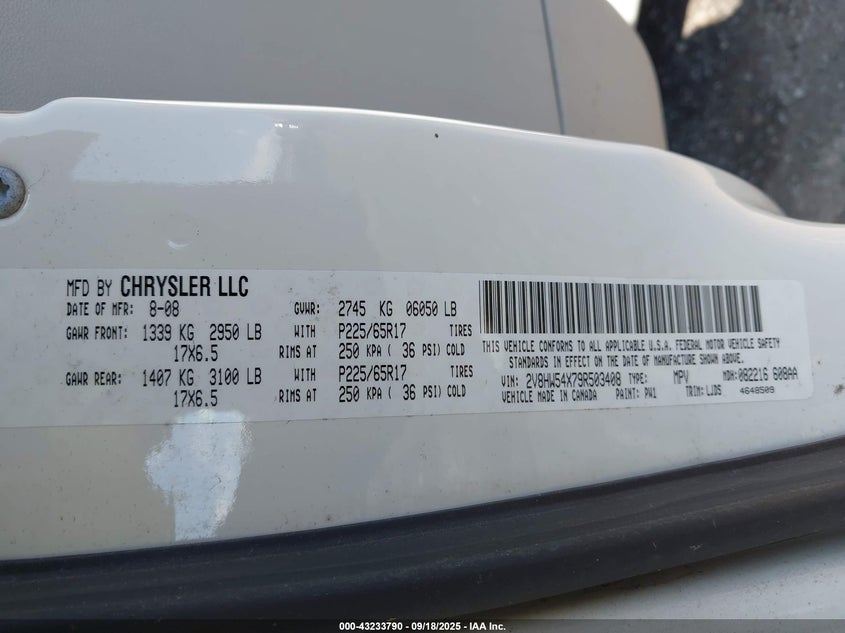 MFD BY CHRYSLER LLC
DATE OF MFR: 8-08 GVWR: 2745 KG 06050 LB
GAWR FRONT: 1339 KG 2950 LB WITH P225/65R17 TIRES
17X6.5 RIMS AT 250 KPA ( 36 PSI) COLD
GAWR REAR: 1407 KG 3100 LB WITH P225/65R17 TIRES
17X6.5 RIMS AT 250 KPA ( 36 PSI) COLD
THIS VEHICLE CONFORMS TO ALL APPLICABLE U.S.A. FEDERAL MOTOR VEHICLE SAFETY
STANDARDS IN EFFECT ON THE DATE OF MANUFACTURE SHOWN ABOVE.
VIN: 2V8HW54X79R503408 TYPE: MPV MDH: 082216 608AA
VEHICLE MADE IN CANADA PAINT: PW1 TRIM: LJDS 4648509
000-43233790 - 09/18/2025 - IAA Inc.